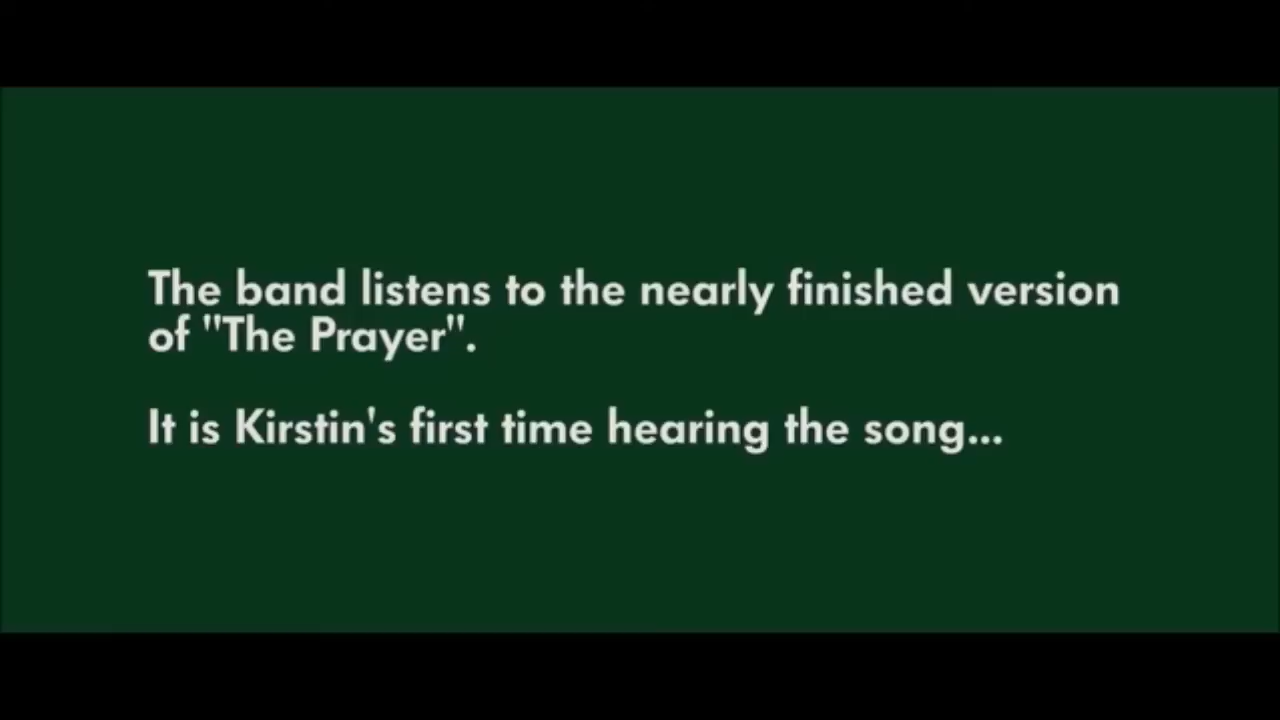 The band listens to the nearly finished version
of "The Prayer".
It is Kirstin's first time hearing the song...